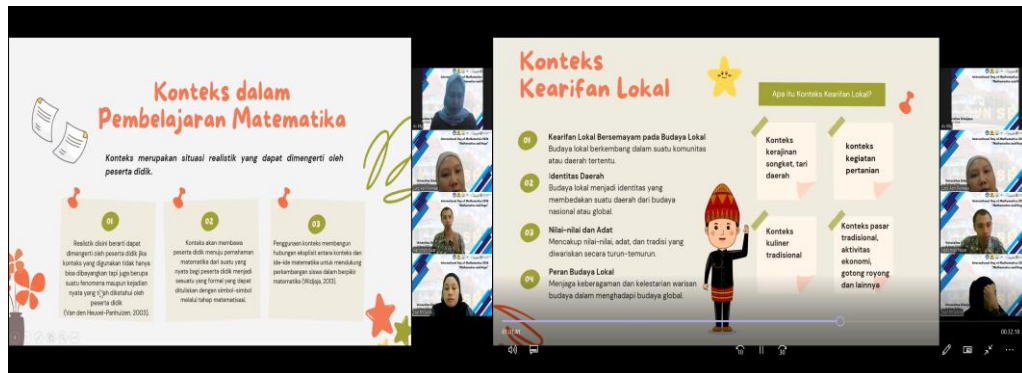 Konteks dalam
Pembelajaran Matematika
Konteks merupakan situasi realistik yang dapat dimengerti oleh
peserta didik.
01
Realistik disini berarti dapat
dimengerti oleh peserta didik jika
konteks yang digunakan tidak hanya
bisa dibayangkan tapi juga berupa
suatu fenomena maupun kejadian
nyata yang telah diketahui oleh
peserta didik
(Van den Heuvel-Panhuizen, 2003).
02
Konteks akan membawa
peserta didik menuju pemahaman
matematika dari suatu yang
nyata bagi peserta didik menjadi
sesuatu yang formal yang dapat
dituliskan dengan simbol-simbol
melalui tahap matematisasi.
03
Penggunaan konteks membangun
hubungan eksplisit antara konteks dan
ide-ide matematika untuk mendukung
perkembangan siswa dalam berpikir
matematika (Widjaja, 2013).
Konteks
Kearifan Lokal
01
Kearifan Lokal Bersemayam pada Budaya Lokal
Budaya lokal berkembang dalam suatu komunitas
atau daerah tertentu.
02
Identitas Daerah
Budaya lokal menjadi identitas yang
membedakan suatu daerah dari budaya
nasional atau global.
03
Nilai-nilai dan Adat
Mencakup nilai-nilai, adat, dan tradisi yang
diwariskan secara turun-temurun.
04
Peran Budaya Lokal
Menjaga keberagaman dan kelestarian warisan
budaya dalam menghadapi budaya global.
Apa itu Konteks Kearifan Lokal?
Konteks
kerajinan
songket, tari
daerah
konteks
kegiatan
pertanian
Konteks
kuliner
tradisional
Konteks pasar
tradisional,
aktivitas
ekonomi,
gotong royong
dan lainnya
00:32:18
10
30